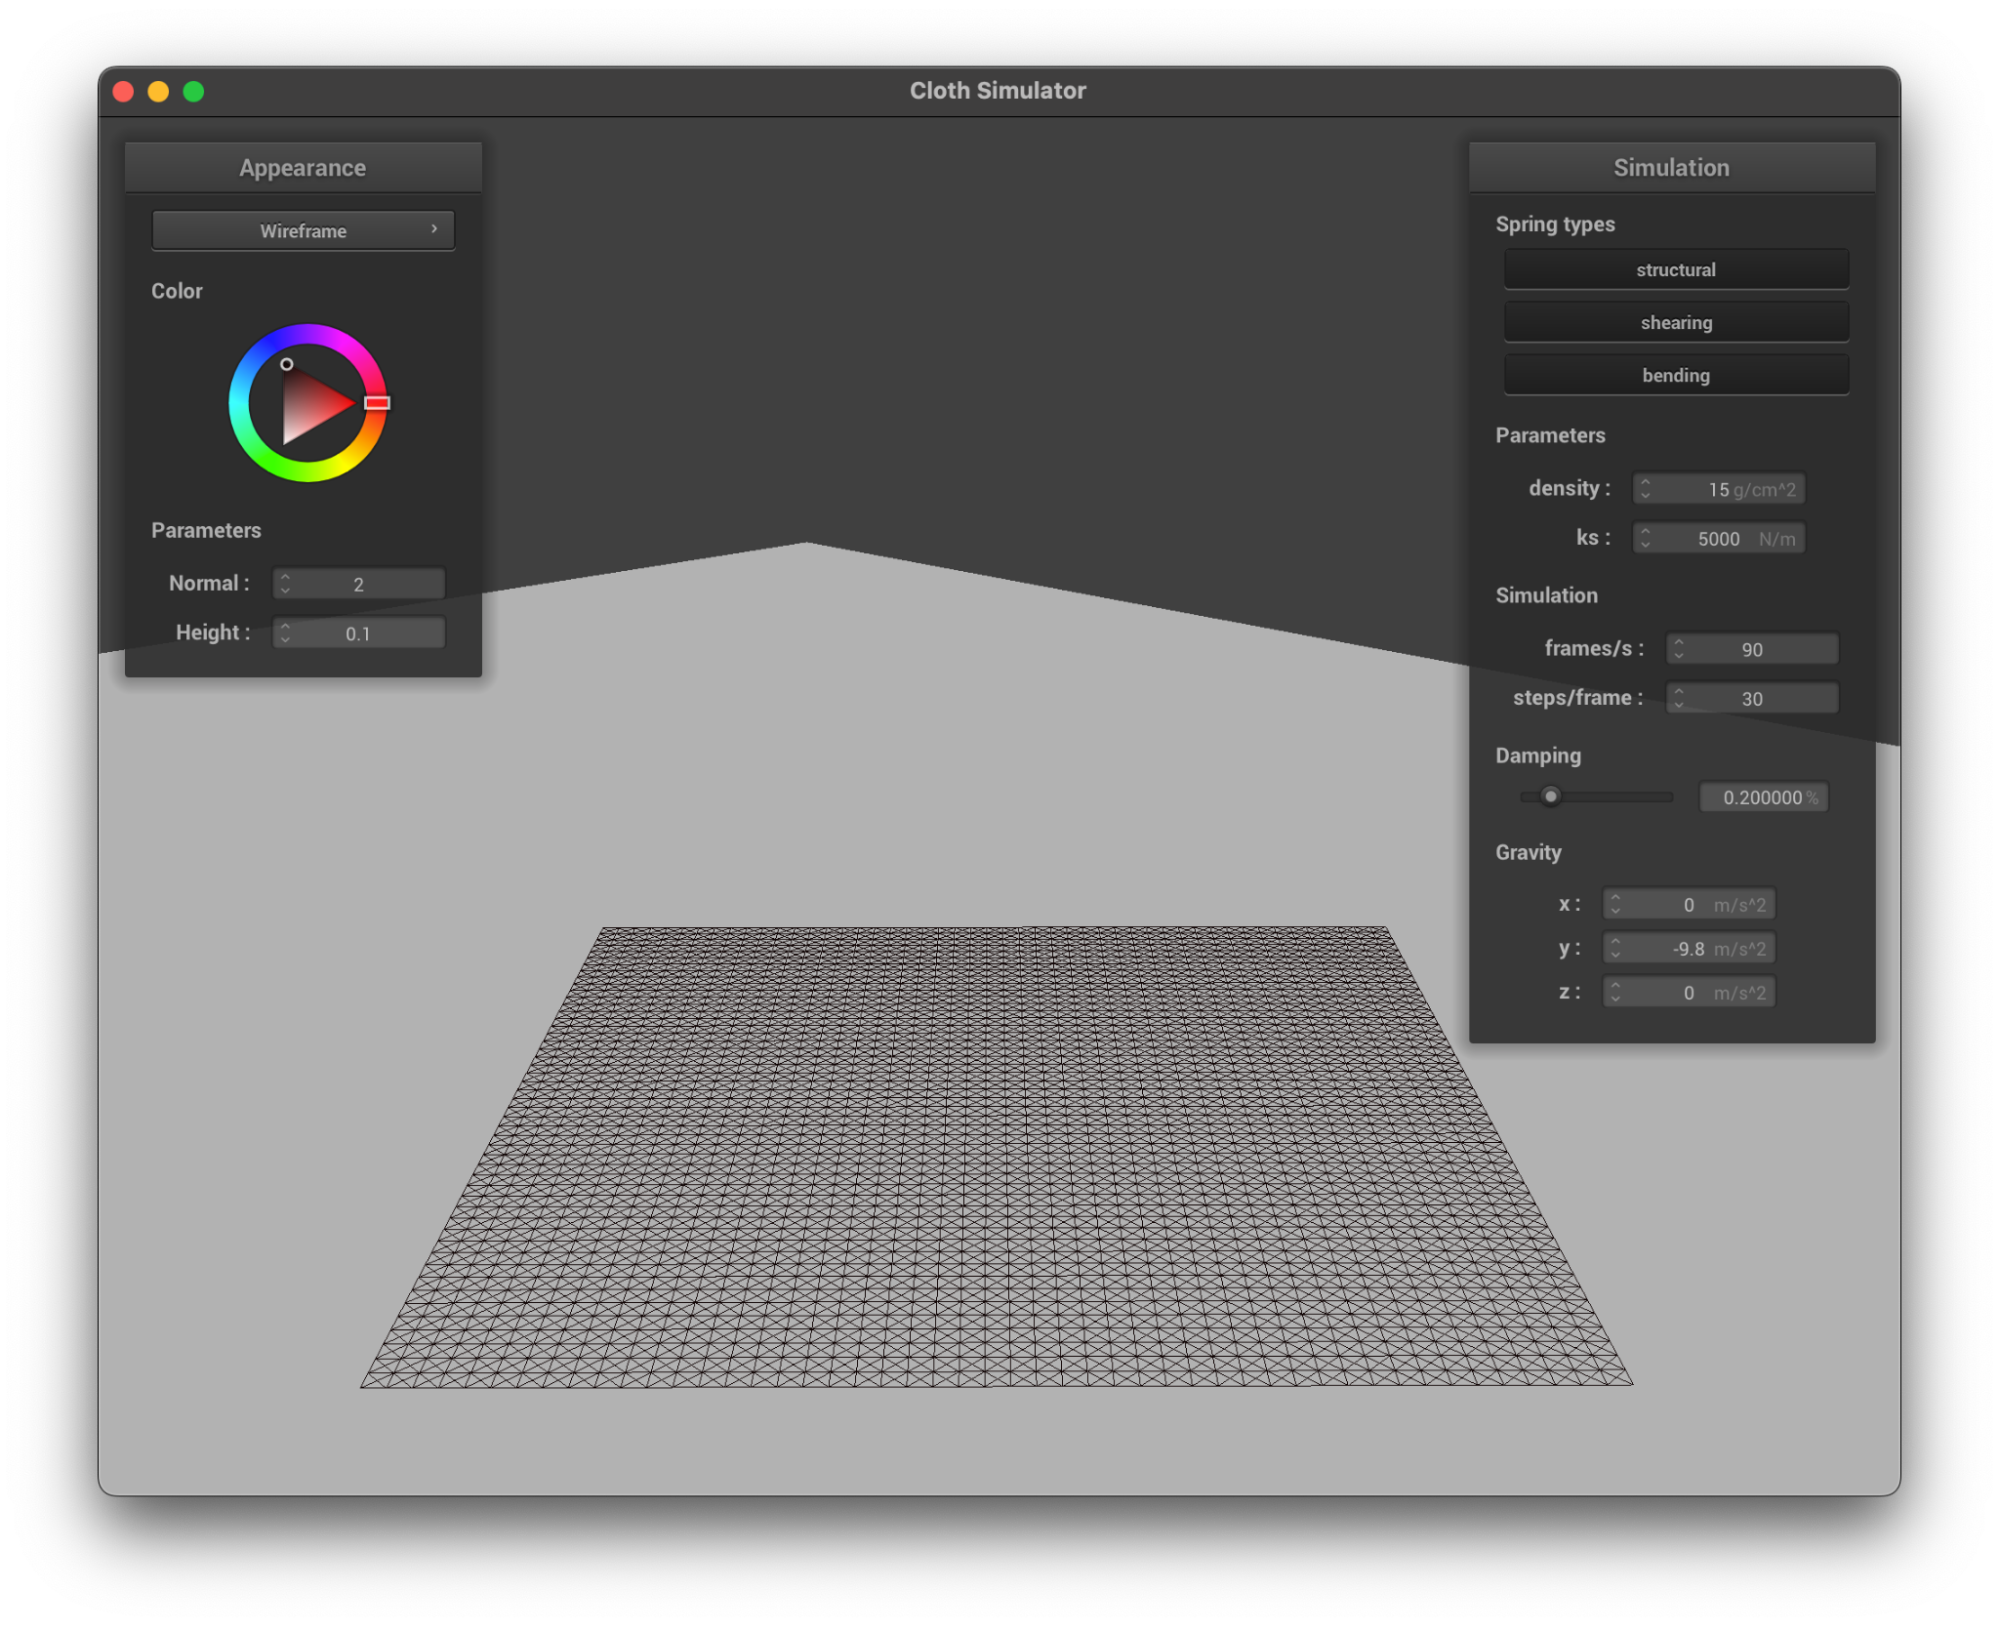 Cloth Simulator
Appearance
Wireframe
Color
Parameters
Normal : 2
Height : 0.1
Simulation
Spring types
structural
shearing
bending
Parameters
density : 15 g/cm^2
ks : 5000 N/m
Simulation
frames/s : 90
steps/frame : 30
Damping
0.200000 %
Gravity
x : 0 m/s^2
y : -9.8 m/s^2
z : 0 m/s^2